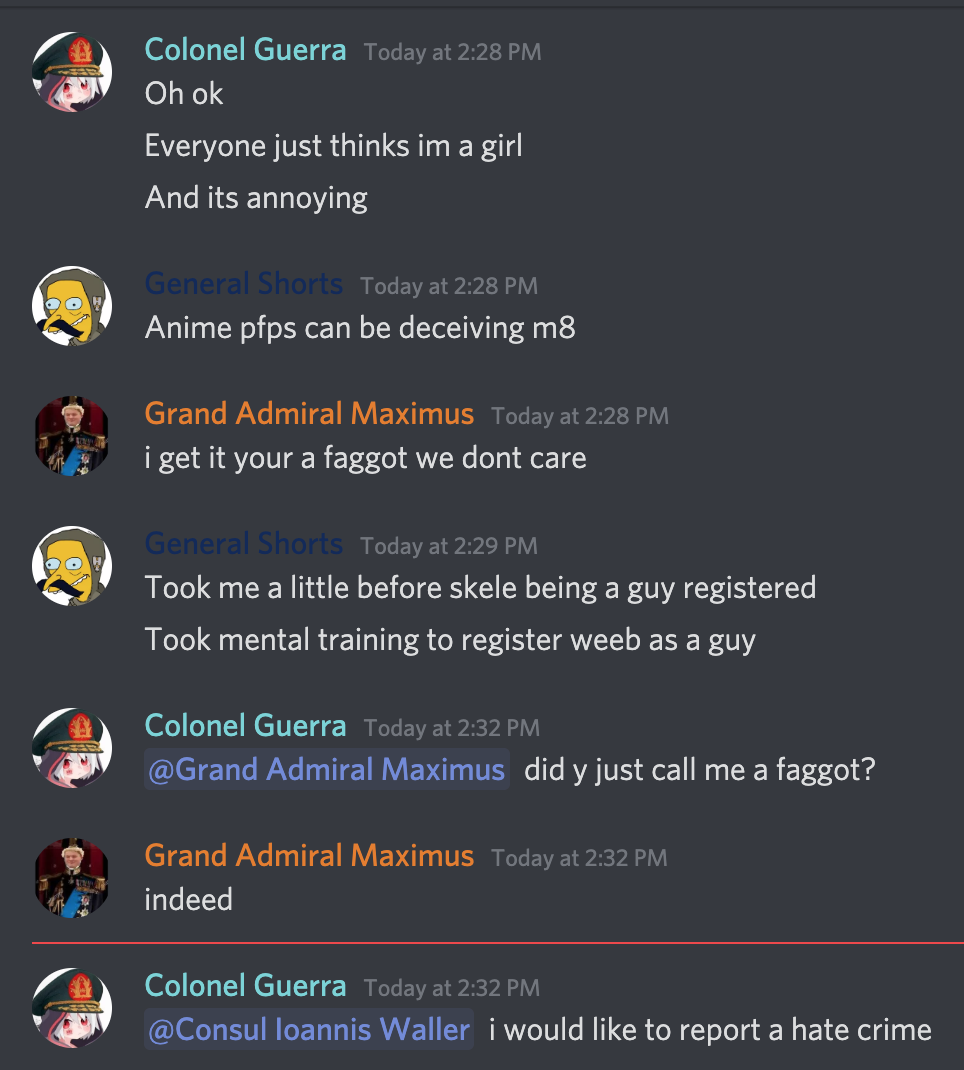 Colonel Guerra Today at 2:28 PM
Oh ok
Everyone just thinks im a girl
And its annoying
General Shorts Today at 2:28 PM
Anime pfps can be deceiving m8
Grand Admiral Maximus Today at 2:28 PM
i get it your a faggot we dont care
General Shorts Today at 2:29 PM
Took me a little before skele being a guy registered
Took mental training to register weeb as a guy
Colonel Guerra Today at 2:32 PM
@Grand Admiral Maximus did y just call me a faggot?
Grand Admiral Maximus Today at 2:32 PM
indeed
Colonel Guerra Today at 2:32 PM
@Consul Ioannis Waller i would like to report a hate crime